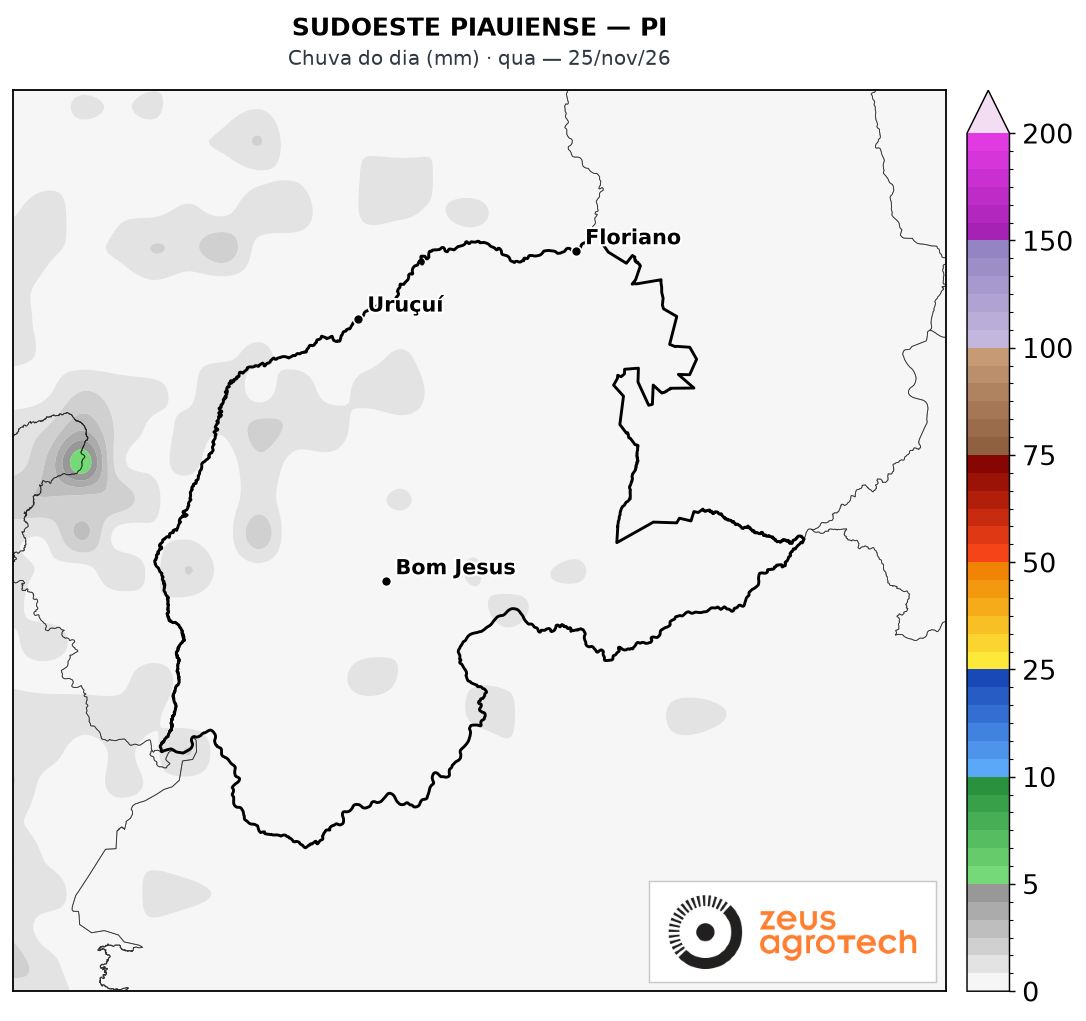 SUDOESTE PIAUIENSE — PI
Chuva do dia (mm) · qua — 25/nov/26
200
Floriano
150
Uruçuí
100
75
50
Bom Jesus
25
10
5
zeus
agrotech
0